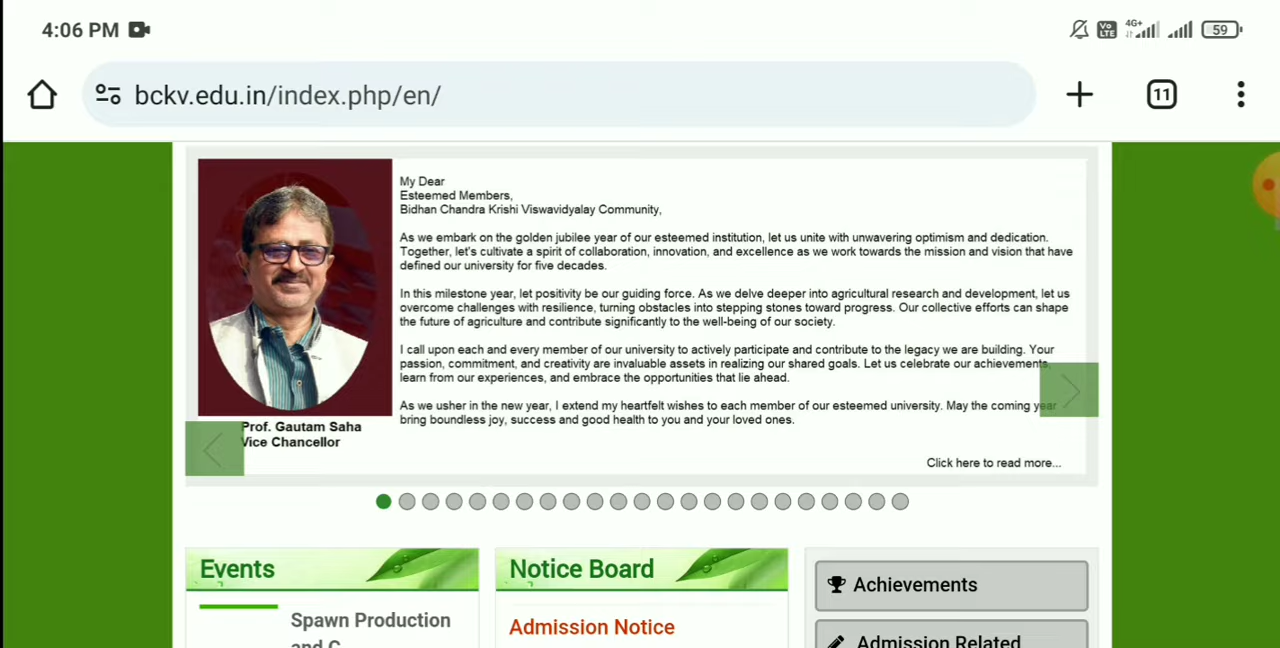 4:06 PM
Vo LTE 4G+ 59
bckv.edu.in/index.php/en/
11
My Dear
Esteemed Members,
Bidhan Chandra Krishi Viswavidyalay Community,
As we embark on the golden jubilee year of our esteemed institution, let us unite with unwavering optimism and dedication.
Together, let's cultivate a spirit of collaboration, innovation, and excellence as we work towards the mission and vision that have
defined our university for five decades.
In this milestone year, let positivity be our guiding force. As we delve deeper into agricultural research and development, let us
overcome challenges with resilience, turning obstacles into stepping stones toward progress. Our collective efforts can shape
the future of agriculture and contribute significantly to the well-being of our society.
I call upon each and every member of our university to actively participate and contribute to the legacy we are building. Your
passion, commitment, and creativity are invaluable assets in realizing our shared goals. Let us celebrate our achievements,
learn from our experiences, and embrace the opportunities that lie ahead.
As we usher in the new year, I extend my heartfelt wishes to each member of our esteemed university. May the coming year
bring boundless joy, success and good health to you and your loved ones.
Prof. Gautam Saha
Vice Chancellor
Click here to read more...
Events
Spawn Production
Notice Board
Admission Notice
Achievements
Admission Related